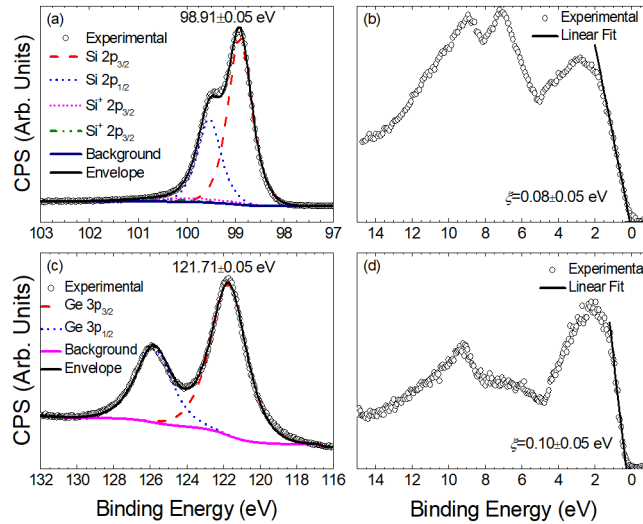 (a) 98.91±0.05 eV
Experimental
Si 2p3/2
Si 2p1/2
Si+ 2p3/2
Si+ 2p3/2
Background
Envelope
CPS (Arb. Units)
103 102 101 100 99 98 97
(b)
Experimental
Linear Fit
ξ=0.08±0.05 eV
14 12 10 8 6 4 2 0
(c) 121.71±0.05 eV
Experimental
Ge 3p3/2
Ge 3p1/2
Background
Envelope
CPS (Arb. Units)
132 130 128 126 124 122 120 118 116
Binding Energy (eV)
(d)
Experimental
Linear Fit
ξ=0.10±0.05 eV
14 12 10 8 6 4 2 0
Binding Energy (eV)